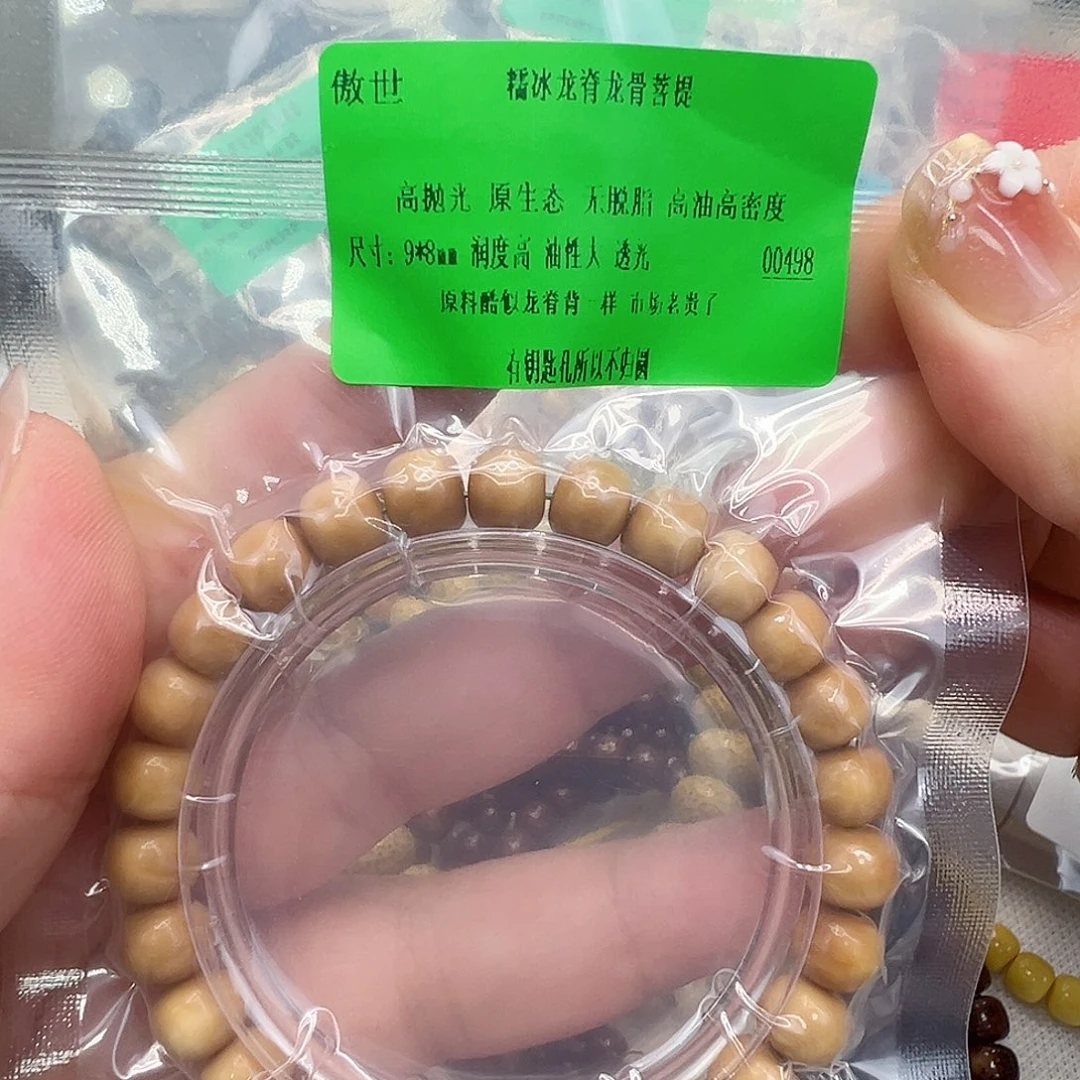 傲世 糯冰龙脊龙骨菩提
高抛光 原生态 无脱脂 高油高密度
尺寸:9*8mm 润度高 油性大 透光 00498
原料酷似龙脊背一样 市场老贵了
有钥匙孔所以不归圆